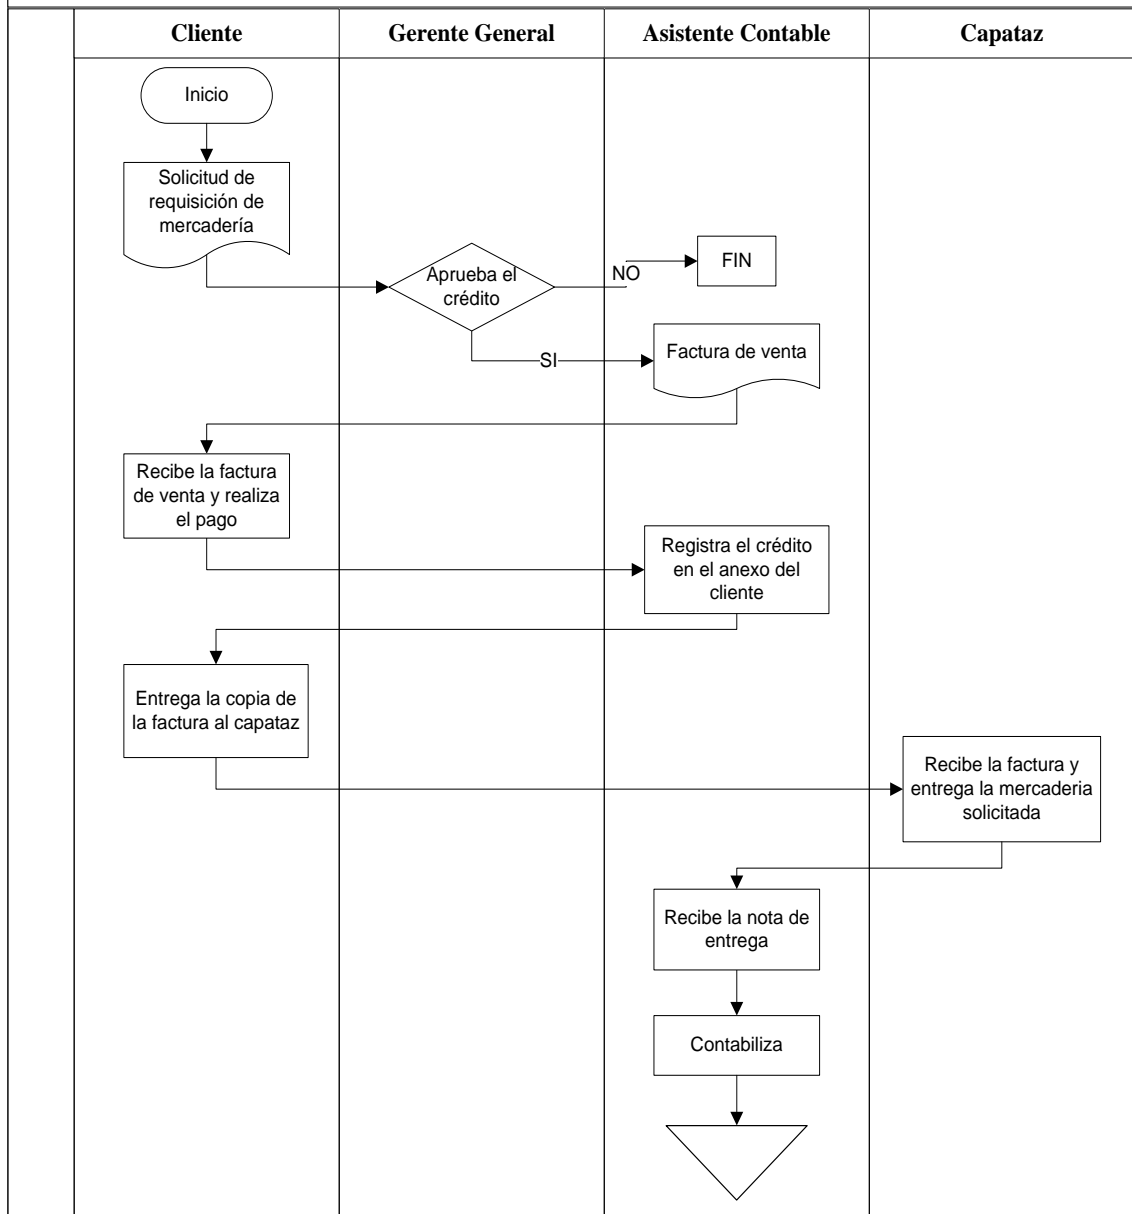 Cliente
Gerente General
Asistente Contable
Capataz
Inicio
Solicitud de
requisición de
mercadería
Aprueba el
crédito
NO
FIN
SI
Factura de venta
Recibe la factura
de venta y realiza
el pago
Registra el crédito
en el anexo del
cliente
Entrega la copia de
la factura al capataz
Recibe la factura y
entrega la mercaderia
solicitada
Recibe la nota de
entrega
Contabiliza